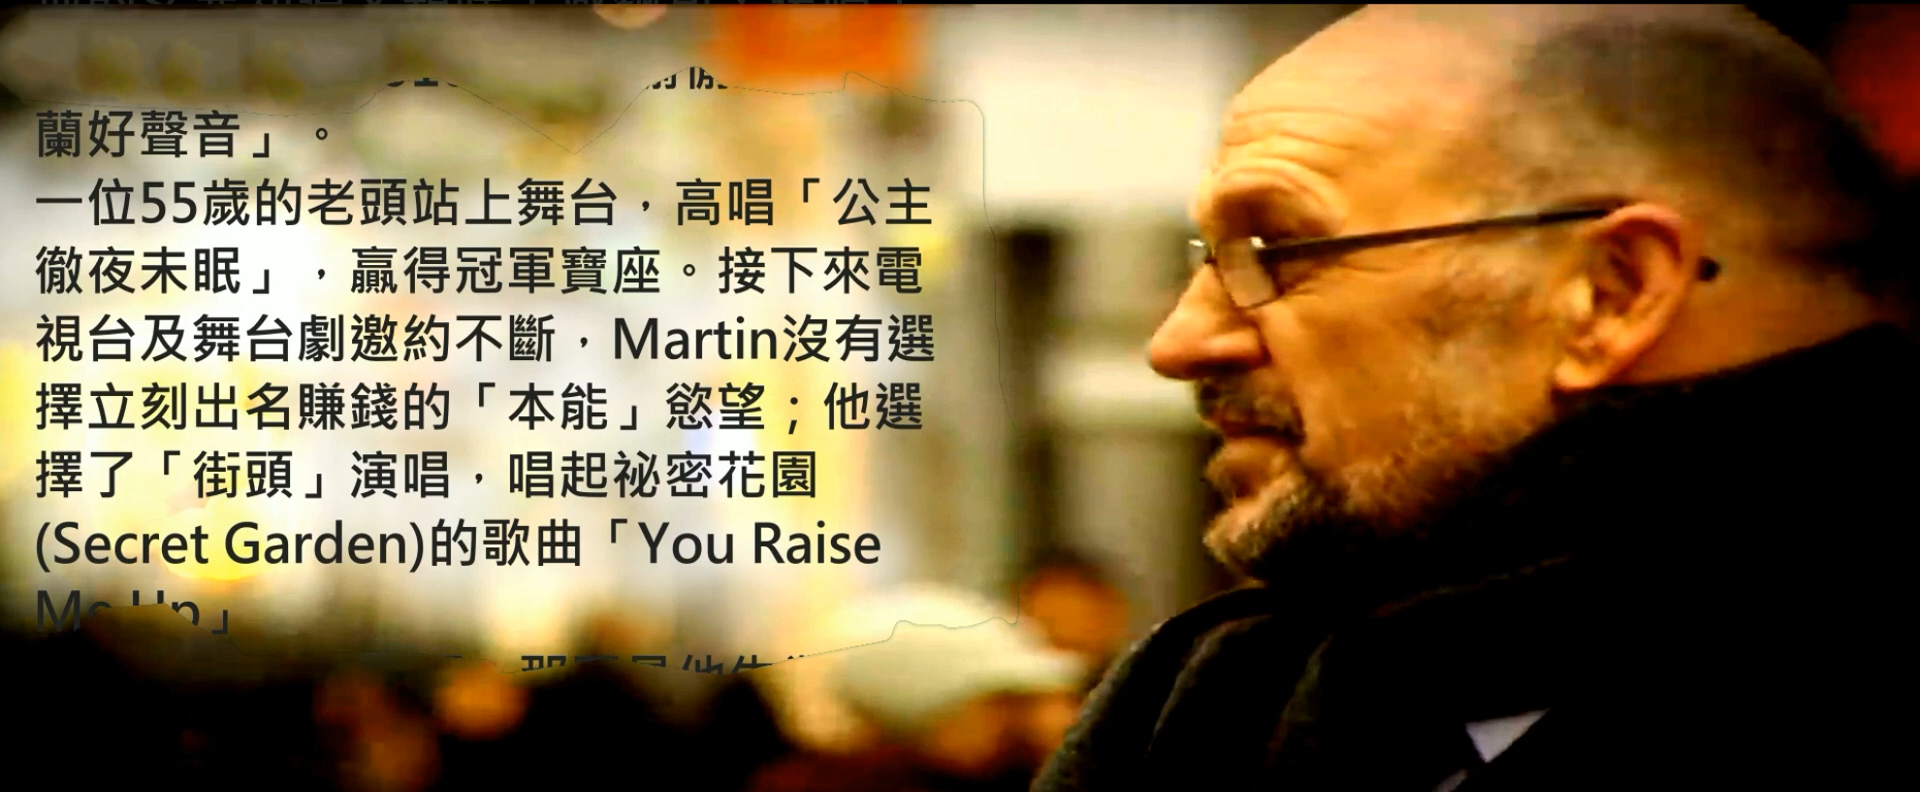 蘭好聲音」。
一位55歲的老頭站上舞台，高唱「公主
徹夜未眠」，贏得冠軍寶座。接下來電
視台及舞台劇邀約不斷，Martin沒有選
擇立刻出名賺錢的「本能」慾望；他選
擇了「街頭」演唱，唱起祕密花園
(Secret Garden)的歌曲「You Raise
Me Up」